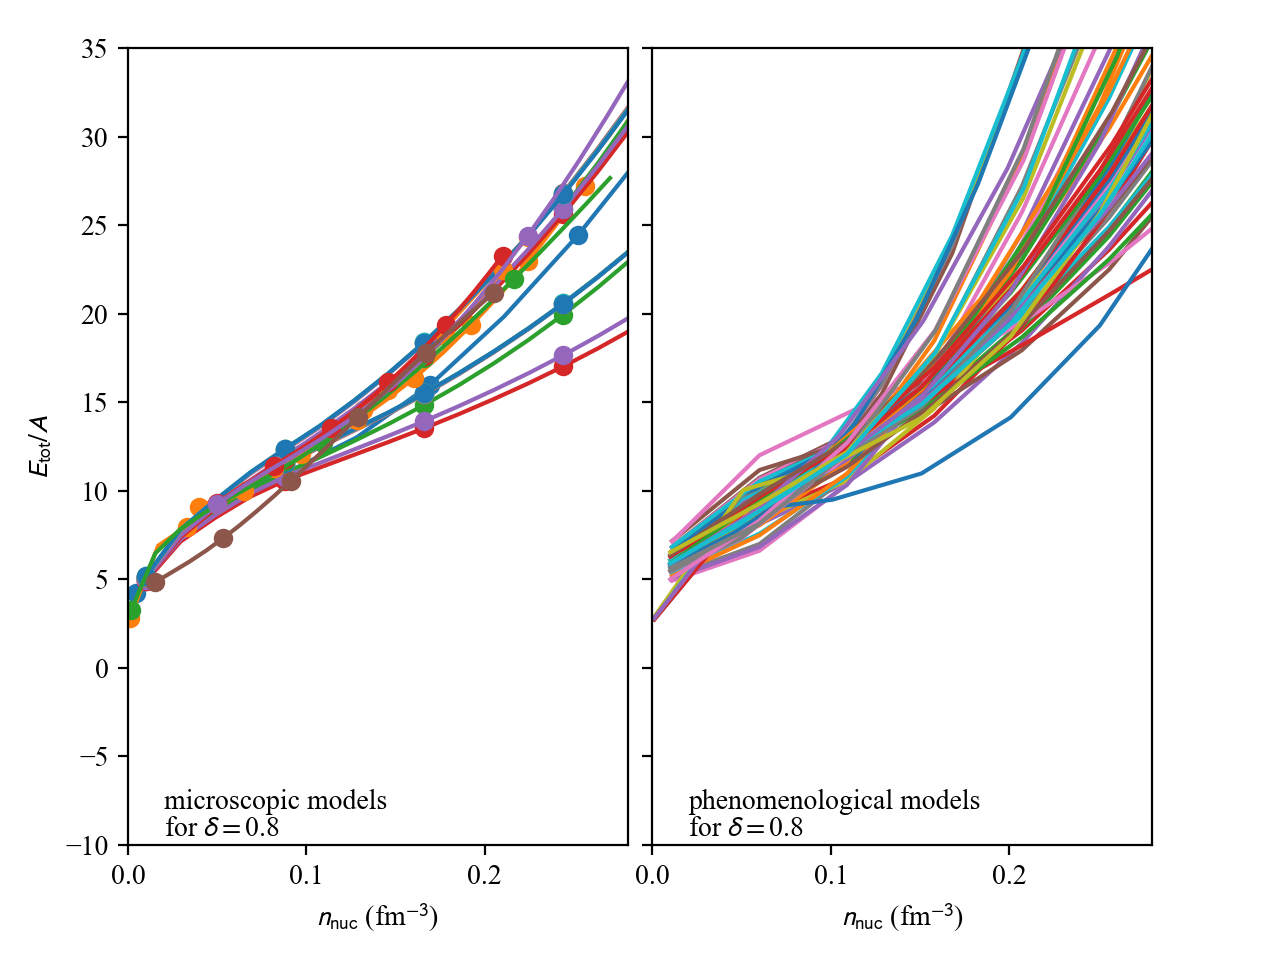 35
30
25
20
15
10
5
0
−5
−10
E_tot/A
microscopic models
for δ = 0.8
0.0 0.1 0.2
n_nuc (fm⁻³)
phenomenological models
for δ = 0.8
0.0 0.1 0.2
n_nuc (fm⁻³)